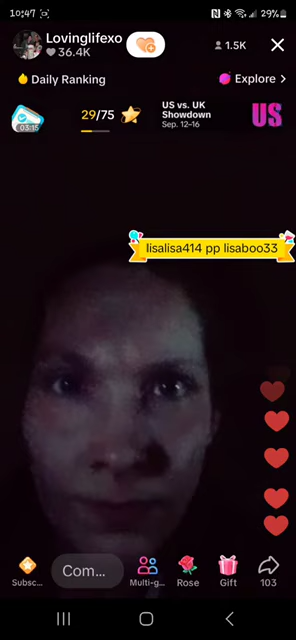 10:47
29%
Lovinglifexo
36.4K
1.5K
Daily Ranking
Explore
03:15
29/75
US vs. UK
Showdown
Sep. 12-16
US
lisalisa414 pp lisaboo33
Com...
Subsc...
Multi-g...
Rose
Gift
103